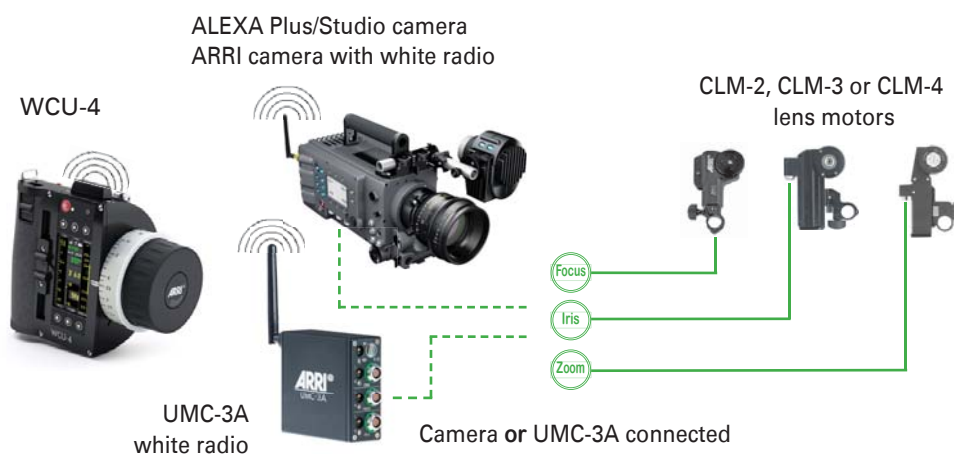 ALEXA Plus/Studio camera
ARRI camera with white radio
WCU-4
CLM-2, CLM-3 or CLM-4
lens motors
ARRI
WCU-4
Focus
Iris
Zoom
ARRI®
UMC-3A
UMC-3A
white radio
Camera or UMC-3A connected